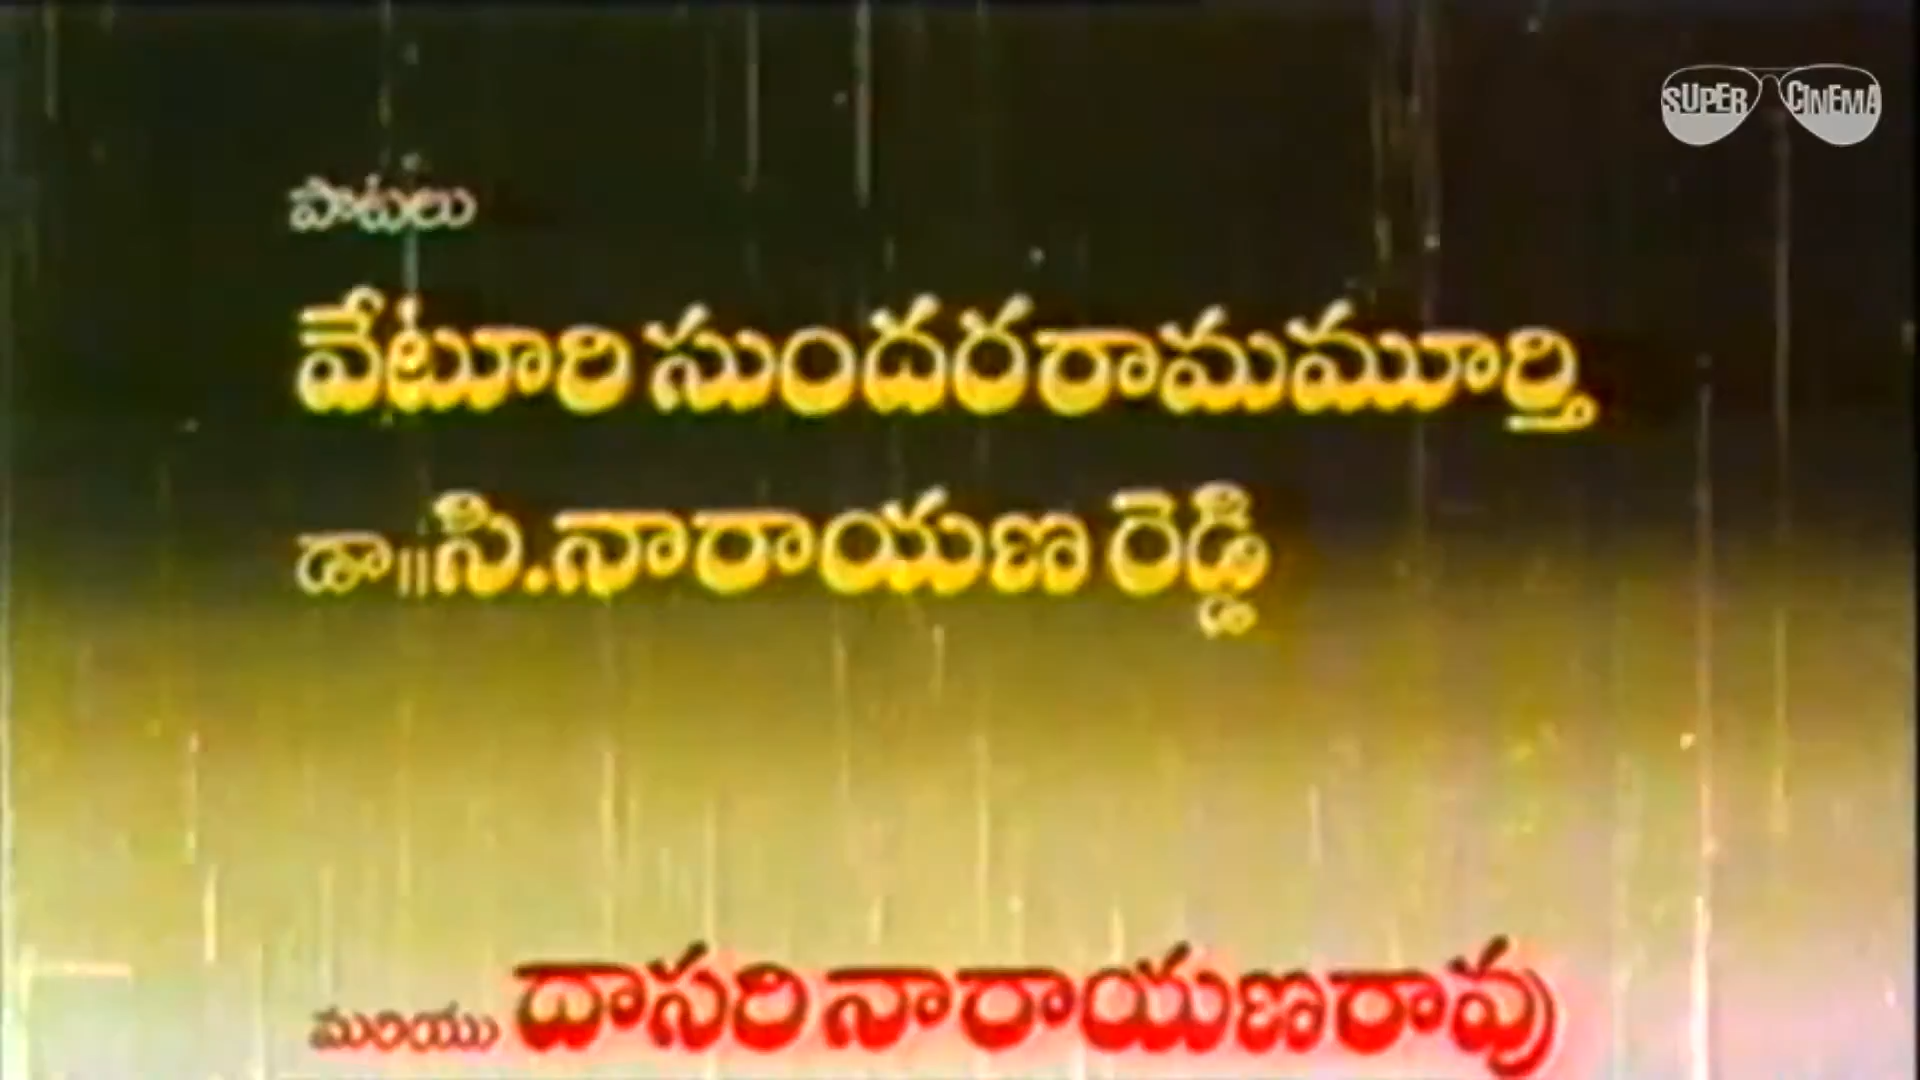 SUPER CINEMA
పాటలు
వేటూరి సుందరరామమూర్తి
డా॥సి.నారాయణ రెడ్డి
మరియు దాసరి నారాయణరావు